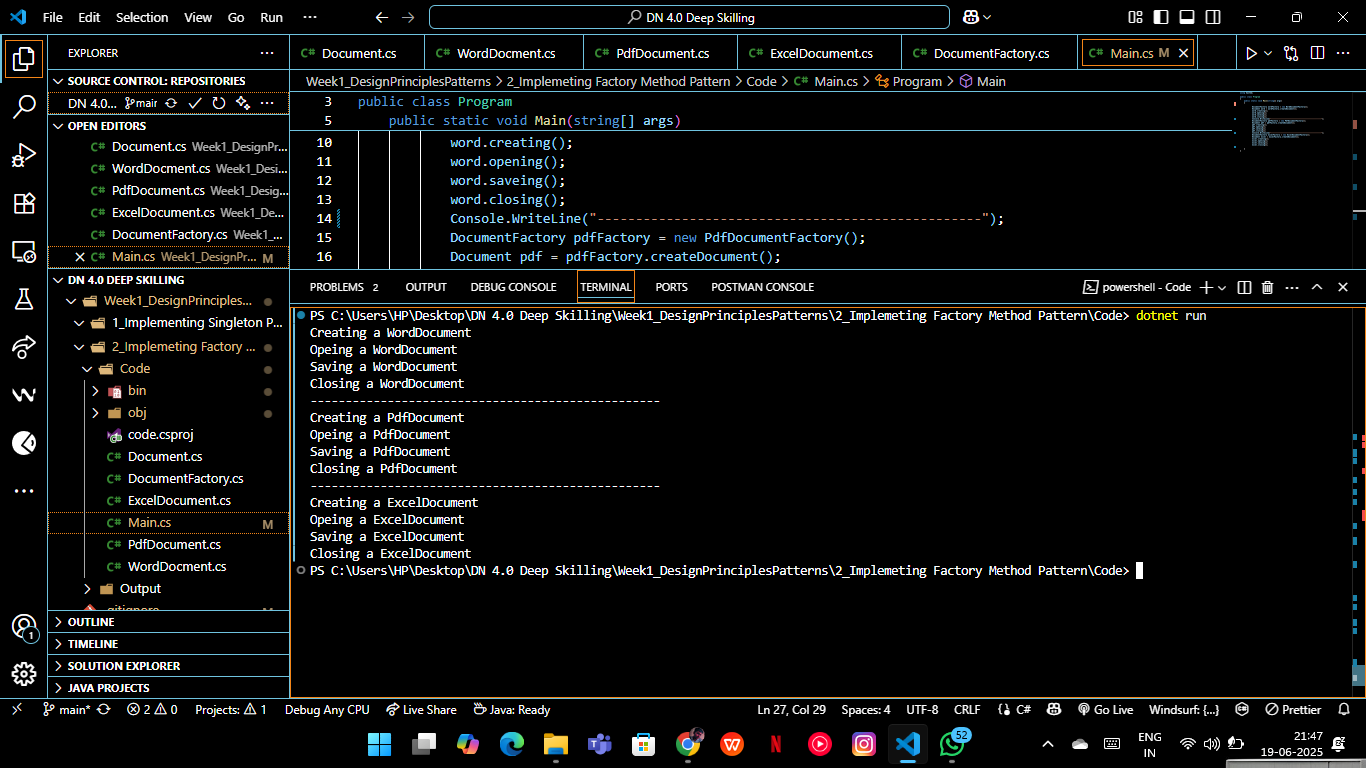 File Edit Selection View Go Run ··· DN 4.0 Deep Skilling
EXPLORER ···
SOURCE CONTROL: REPOSITORIES
DN 4.0... main ···
OPEN EDITORS
C# Document.cs Week1_DesignPr...
C# WordDocment.cs Week1_Desi...
C# PdfDocument.cs Week1_Desig...
C# ExcelDocument.cs Week1_De...
C# DocumentFactory.cs Week1_...
C# Main.cs Week1_DesignPr... M
DN 4.0 DEEP SKILLING
Week1_DesignPrinciples...
1_Implementing Singleton P...
2_Implemeting Factory ...
Code
bin
obj
code.csproj
C# Document.cs
C# DocumentFactory.cs
C# ExcelDocument.cs
C# Main.cs M
C# PdfDocument.cs
C# WordDocment.cs
Output
.gitignore M
OUTLINE
TIMELINE
SOLUTION EXPLORER
JAVA PROJECTS
1
C# Document.cs C# WordDocment.cs C# PdfDocument.cs C# ExcelDocument.cs C# DocumentFactory.cs C# Main.cs M
Week1_DesignPrinciplesPatterns > 2_Implemeting Factory Method Pattern > Code > C# Main.cs > Program > Main
3 public class Program
5 public static void Main(string[] args)
10 word.creating();
11 word.opening();
12 word.saveing();
13 word.closing();
14 Console.WriteLine("--------------------------------------------------");
15 DocumentFactory pdfFactory = new PdfDocumentFactory();
16 Document pdf = pdfFactory.createDocument();
PROBLEMS 2 OUTPUT DEBUG CONSOLE TERMINAL PORTS POSTMAN CONSOLE powershell - Code
PS C:\Users\HP\Desktop\DN 4.0 Deep Skilling\Week1_DesignPrinciplesPatterns\2_Implemeting Factory Method Pattern\Code> dotnet run
Creating a WordDocument
Opeing a WordDocument
Saving a WordDocument
Closing a WordDocument
--------------------------------------------------
Creating a PdfDocument
Opeing a PdfDocument
Saving a PdfDocument
Closing a PdfDocument
--------------------------------------------------
Creating a ExcelDocument
Opeing a ExcelDocument
Saving a ExcelDocument
Closing a ExcelDocument
PS C:\Users\HP\Desktop\DN 4.0 Deep Skilling\Week1_DesignPrinciplesPatterns\2_Implemeting Factory Method Pattern\Code>
main* 2 0 Projects: 1 Debug Any CPU Live Share Java: Ready Ln 27, Col 29 Spaces: 4 UTF-8 CRLF C# Go Live Windsurf: {...} Prettier
52
ENG
IN
21:47
19-06-2025